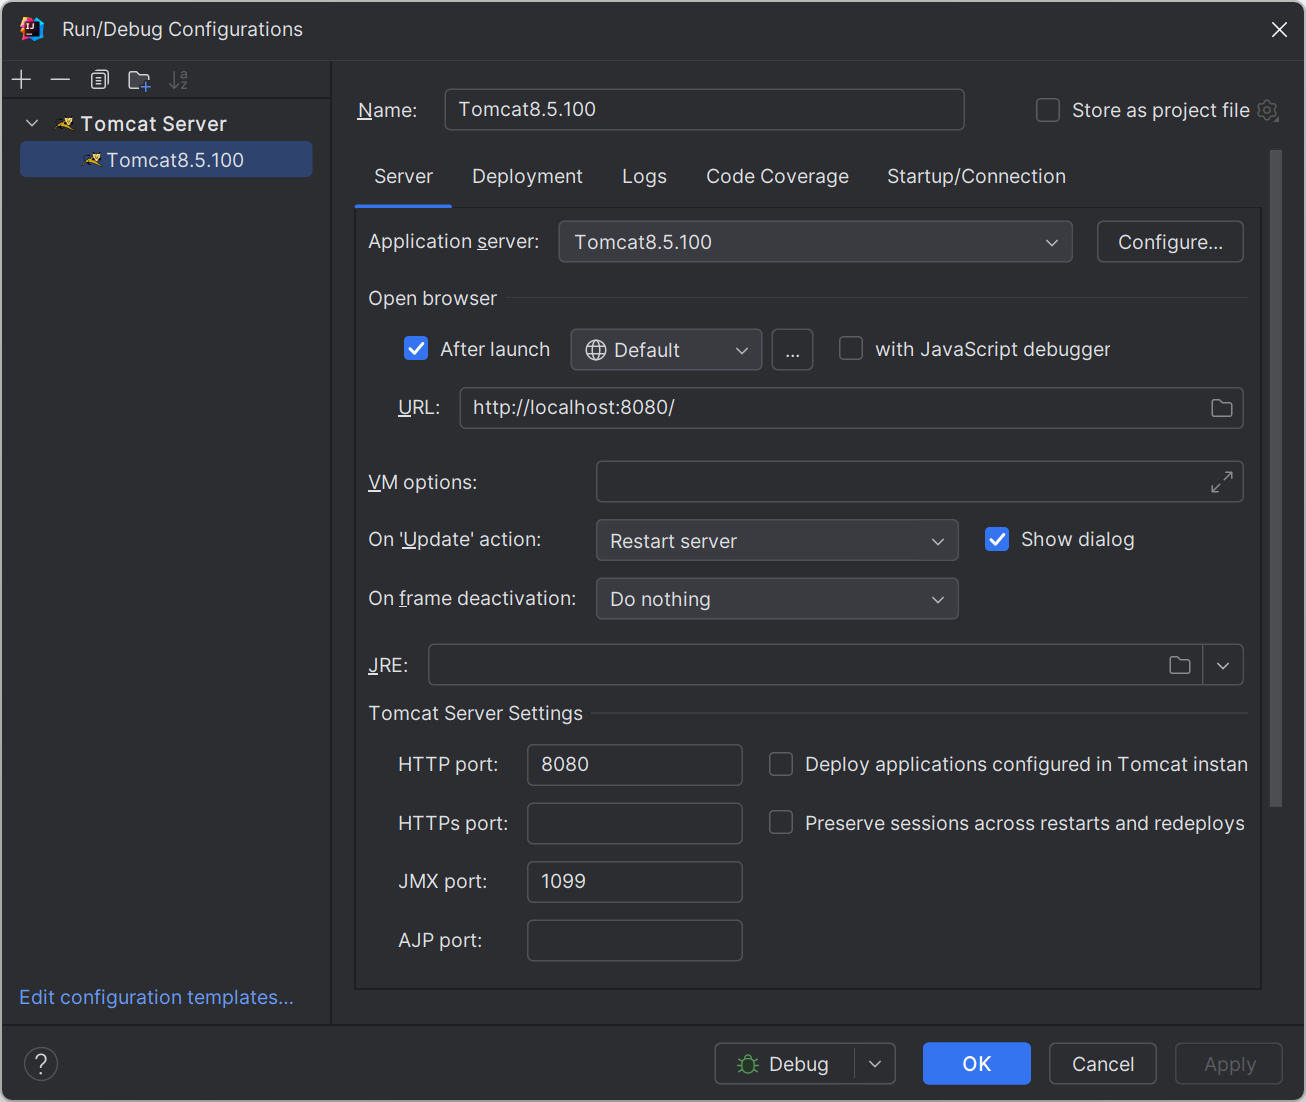 Run/Debug Configurations
Tomcat Server
Tomcat8.5.100
Edit configuration templates...
Name: Tomcat8.5.100 Store as project file
Server Deployment Logs Code Coverage Startup/Connection
Application server: Tomcat8.5.100 Configure...
Open browser
After launch Default ... with JavaScript debugger
URL: http://localhost:8080/
VM options:
On 'Update' action: Restart server Show dialog
On frame deactivation: Do nothing
JRE:
Tomcat Server Settings
HTTP port: 8080 Deploy applications configured in Tomcat instan
HTTPs port: Preserve sessions across restarts and redeploys
JMX port: 1099
AJP port:
? Debug OK Cancel Apply